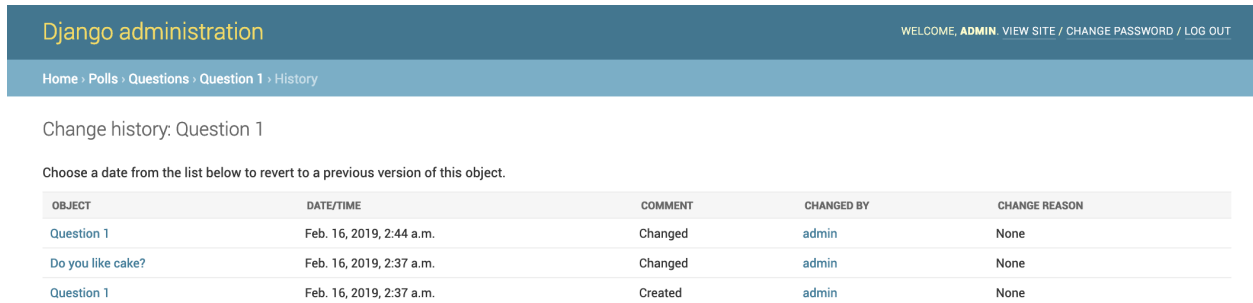 Django administration WELCOME, ADMIN. VIEW SITE / CHANGE PASSWORD / LOG OUT
Home › Polls › Questions › Question 1 › History
Change history: Question 1
Choose a date from the list below to revert to a previous version of this object.
OBJECT DATE/TIME COMMENT CHANGED BY CHANGE REASON
Question 1 Feb. 16, 2019, 2:44 a.m. Changed admin None
Do you like cake? Feb. 16, 2019, 2:37 a.m. Changed admin None
Question 1 Feb. 16, 2019, 2:37 a.m. Created admin None